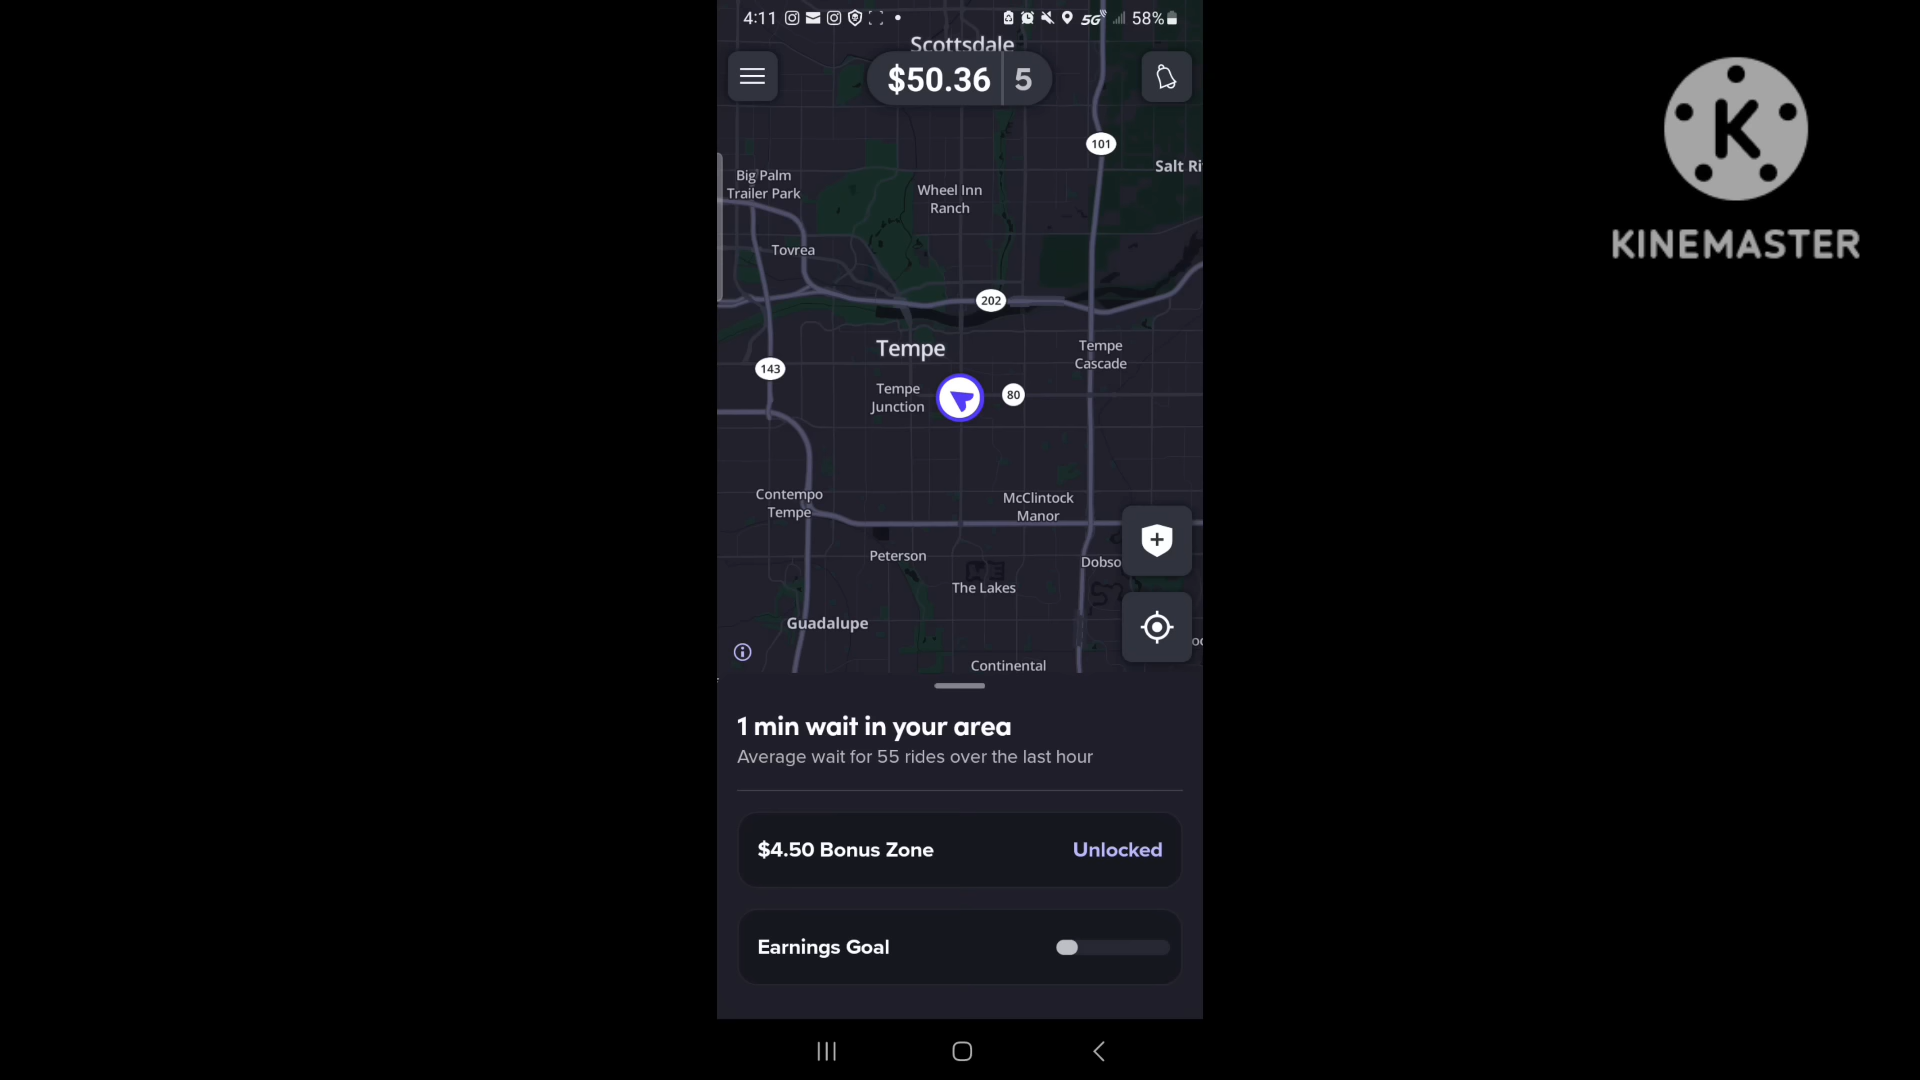 4:11
5G
58%
Scottsdale
$50.36 5
101
Salt Ri
Big Palm
Trailer Park
Wheel Inn
Ranch
Tovrea
202
Tempe
Tempe
Cascade
143
Tempe
Junction
80
Contempo
Tempe
McClintock
Manor
Peterson
Dobso
The Lakes
Guadalupe
Continental
1 min wait in your area
Average wait for 55 rides over the last hour
$4.50 Bonus Zone
Unlocked
Earnings Goal
K
KINEMASTER